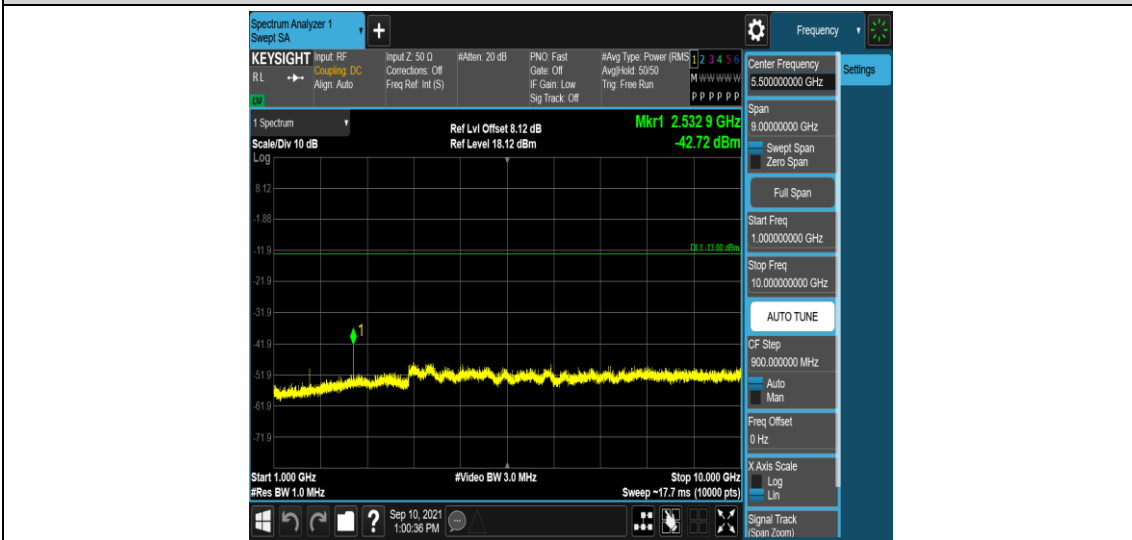 Spectrum Analyzer 1
Swept SA
+
Frequency
KEYSIGHT
RL
LXI
Input: RF
Coupling: DC
Align: Auto
Input Z: 50 Ω
Corrections: Off
Freq Ref: Int (S)
#Atten: 20 dB
PNO: Fast
Gate: Off
IF Gain: Low
Sig Track: Off
#Avg Type: Power (RMS
Avg|Hold: 50/50
Trig: Free Run
1 2 3 4 5 6
M W W W W W
P P P P P P
1 Spectrum
Scale/Div 10 dB
Log
Ref Lvl Offset 8.12 dB
Ref Level 18.12 dBm
Mkr1 2.532 9 GHz
-42.72 dBm
8.12
-1.88
-11.9
-21.9
-31.9
-41.9
-51.9
-61.9
-71.9
DL1 -13.00 dBm
1
Start 1.000 GHz
#Res BW 1.0 MHz
#Video BW 3.0 MHz
Stop 10.000 GHz
Sweep ~17.7 ms (10000 pts)
Sep 10, 2021
1:00:36 PM
?
Center Frequency
5.50000000 GHz
Settings
Span
9.00000000 GHz
Swept Span
Zero Span
Full Span
Start Freq
1.000000000 GHz
Stop Freq
10.000000000 GHz
AUTO TUNE
CF Step
900.000000 MHz
Auto
Man
Freq Offset
0 Hz
X Axis Scale
Log
Lin
Signal Track
(Span Zoom)